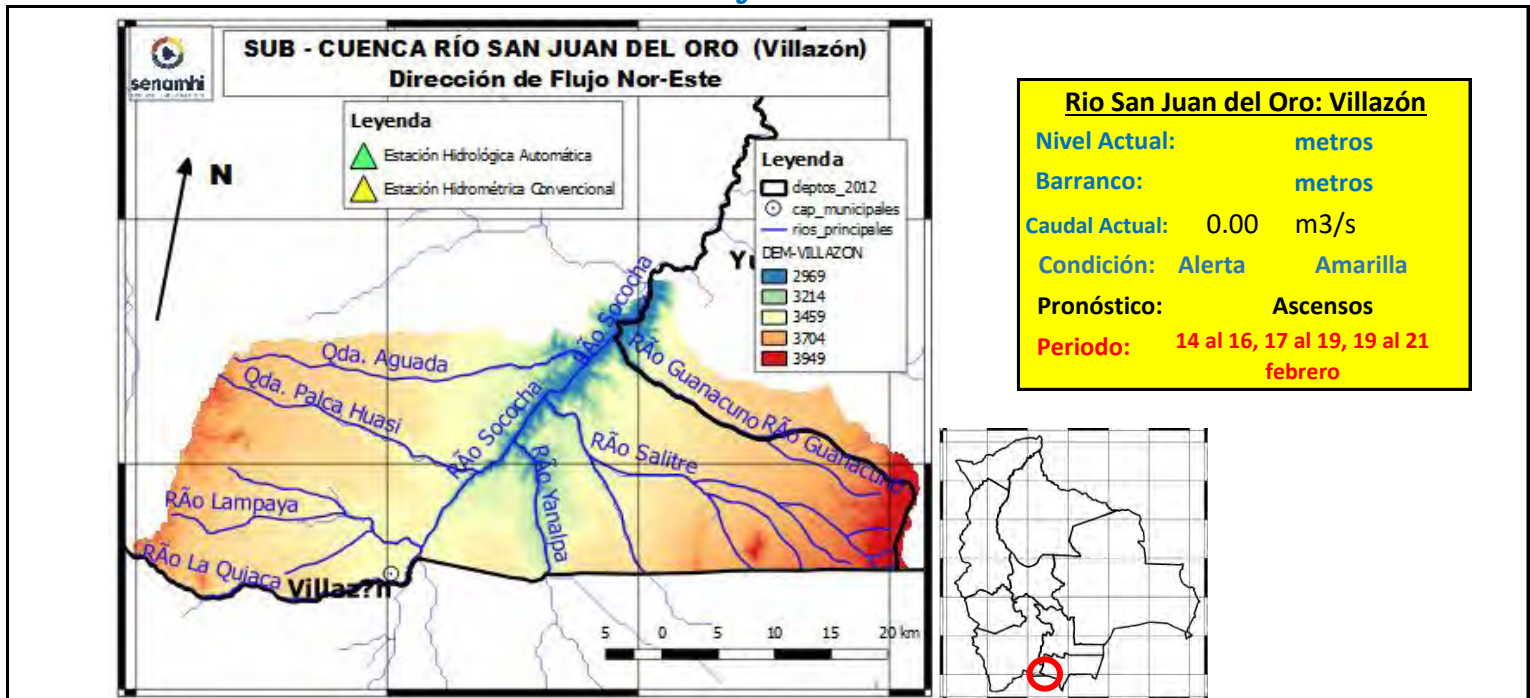 senamhi
SUB - CUENCA RÍO SAN JUAN DEL ORO (Villazón)
Dirección de Flujo Nor-Este
Leyenda
Estación Hidrológica Automática
Estación Hidrométrica Convencional
N
Leyenda
deptos_2012
cap_municipales
rios_principales
DEM-VILLAZON
2969
3214
3459
3704
3949
RÃo Sococha
Qda. Aguada
Qda. Palca Huasi
RÃo Sococha
RÃo Guanacuno
RÃo Guanacuno
RÃo Salitre
RÃo Yanalpa
RÃo Lampaya
RÃo La Quiaca
Villaz?n
5 0 5 10 15 20 km
Rio San Juan del Oro: Villazón
Nivel Actual: metros
Barranco: metros
Caudal Actual: 0.00 m3/s
Condición: Alerta Amarilla
Pronóstico: Ascensos
Periodo: 14 al 16, 17 al 19, 19 al 21
febrero